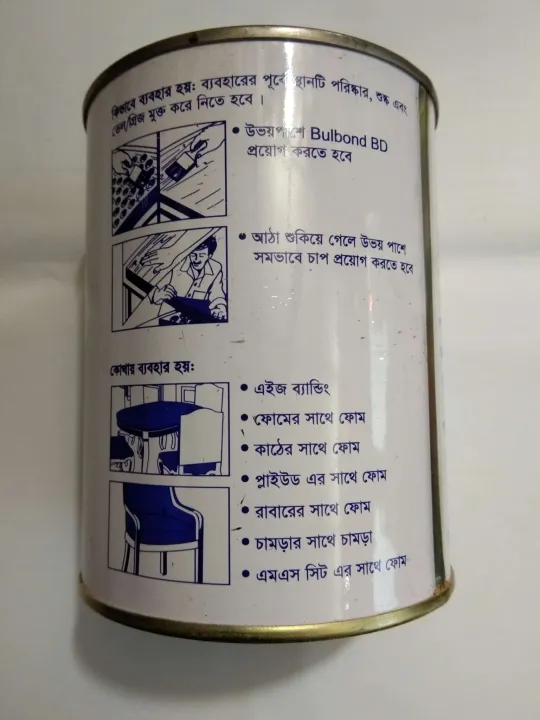 কিভাবে ব্যবহার হয়: ব্যবহারের পূর্বে স্থানটি পরিষ্কার, শুষ্ক এবং
তেল/গ্রিজ মুক্ত করে নিতে হবে ।
• উভয়পাশে Bulbond BD
প্রয়োগ করতে হবে
• আঠা শুকিয়ে গেলে উভয় পাশে
সমভাবে চাপ প্রয়োগ করতে হবে
কোথায় ব্যবহার হয়:
• এইজ ব্যান্ডিং
• ফোমের সাথে ফোম
• কাঠের সাথে ফোম
• প্লাইউড এর সাথে ফোম
• রাবারের সাথে ফোম
• চামড়ার সাথে চামড়া
• এমএস সিট এর সাথে ফোম